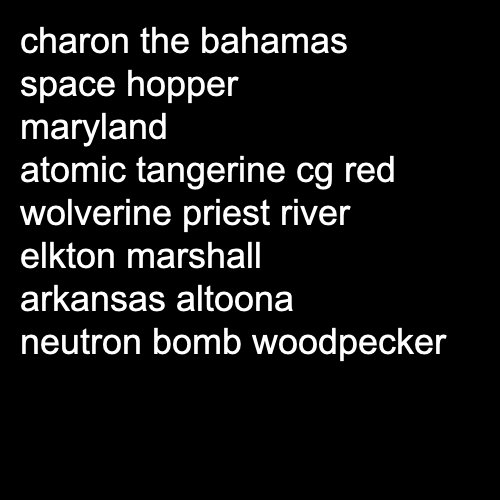 charon the bahamas
space hopper
maryland
atomic tangerine cg red
wolverine priest river
elkton marshall
arkansas altoona
neutron bomb woodpecker